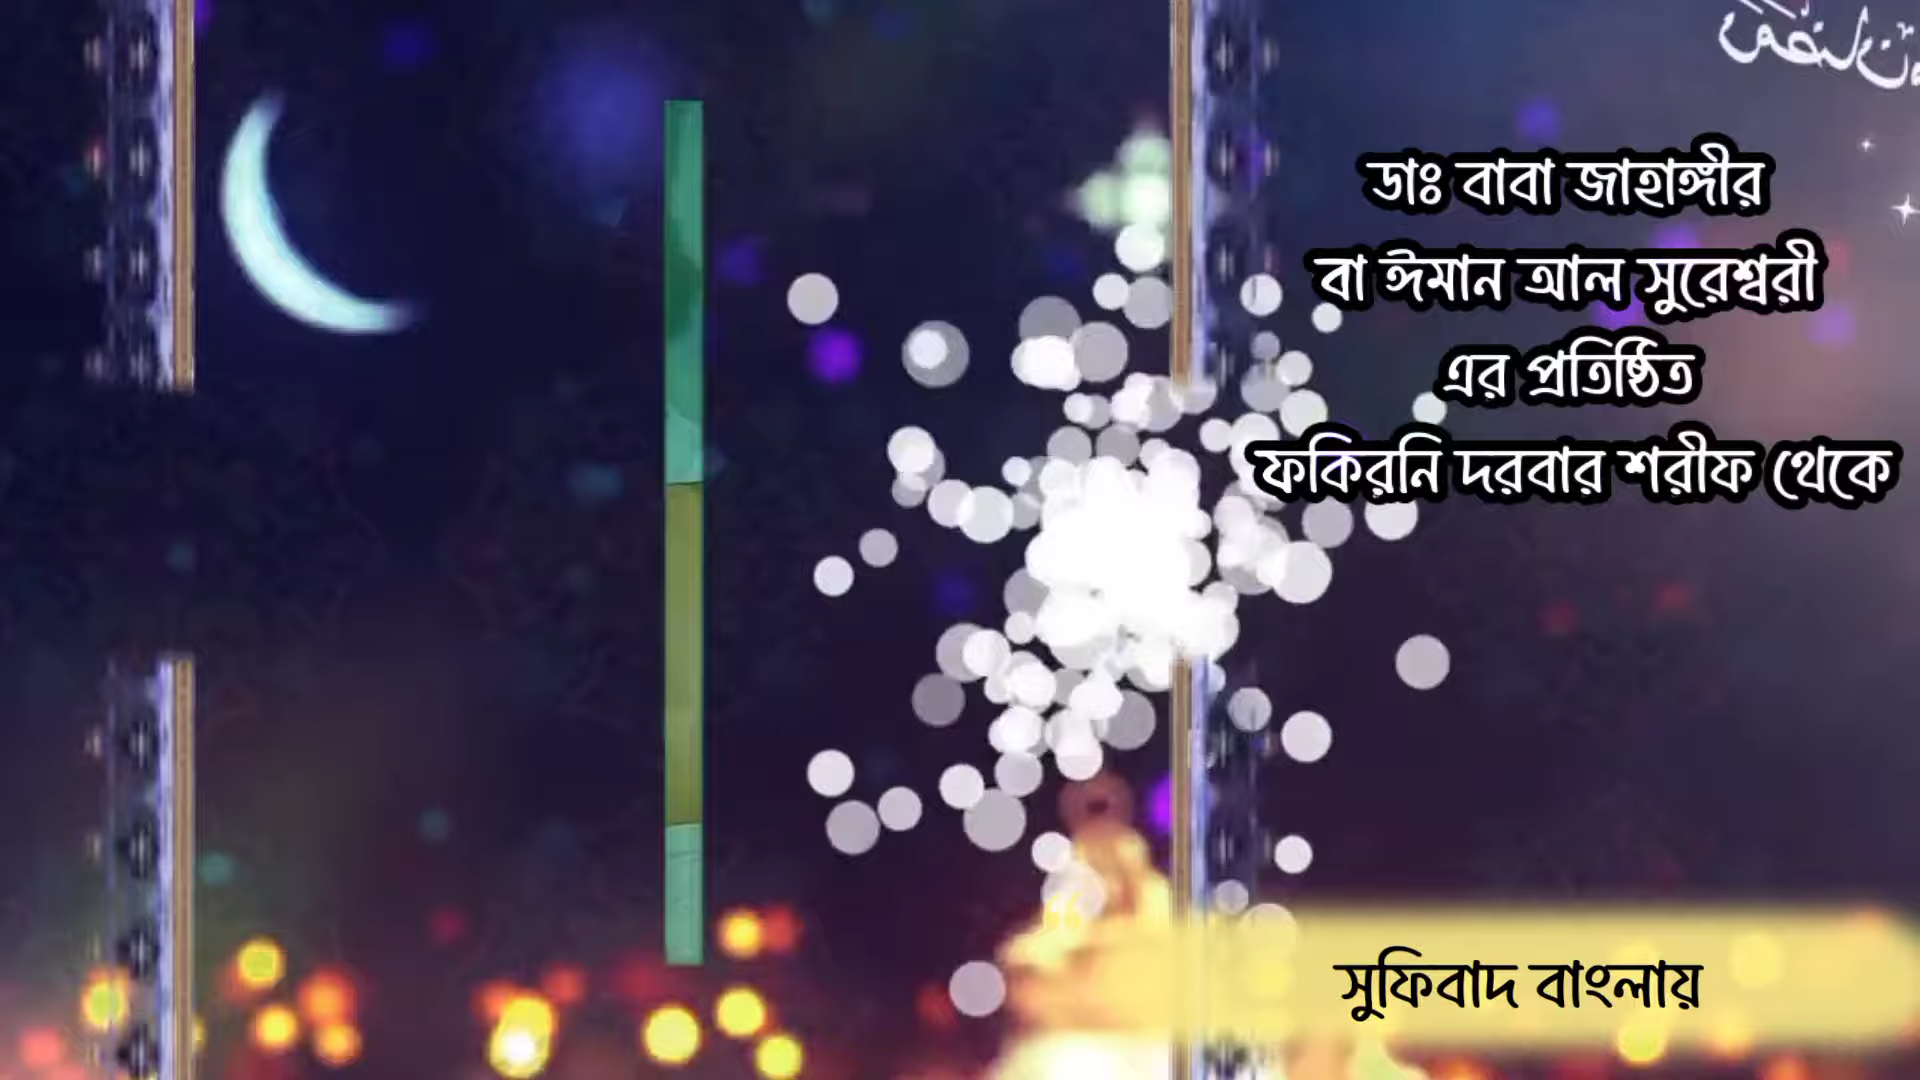 ডাঃ বাবা জাহাঙ্গীর
বা ঈমান আল সুরেশ্বরী
এর প্রতিষ্ঠিত
ফকিরনি দরবার শরীফ থেকে
সুফিবাদ বাংলায়